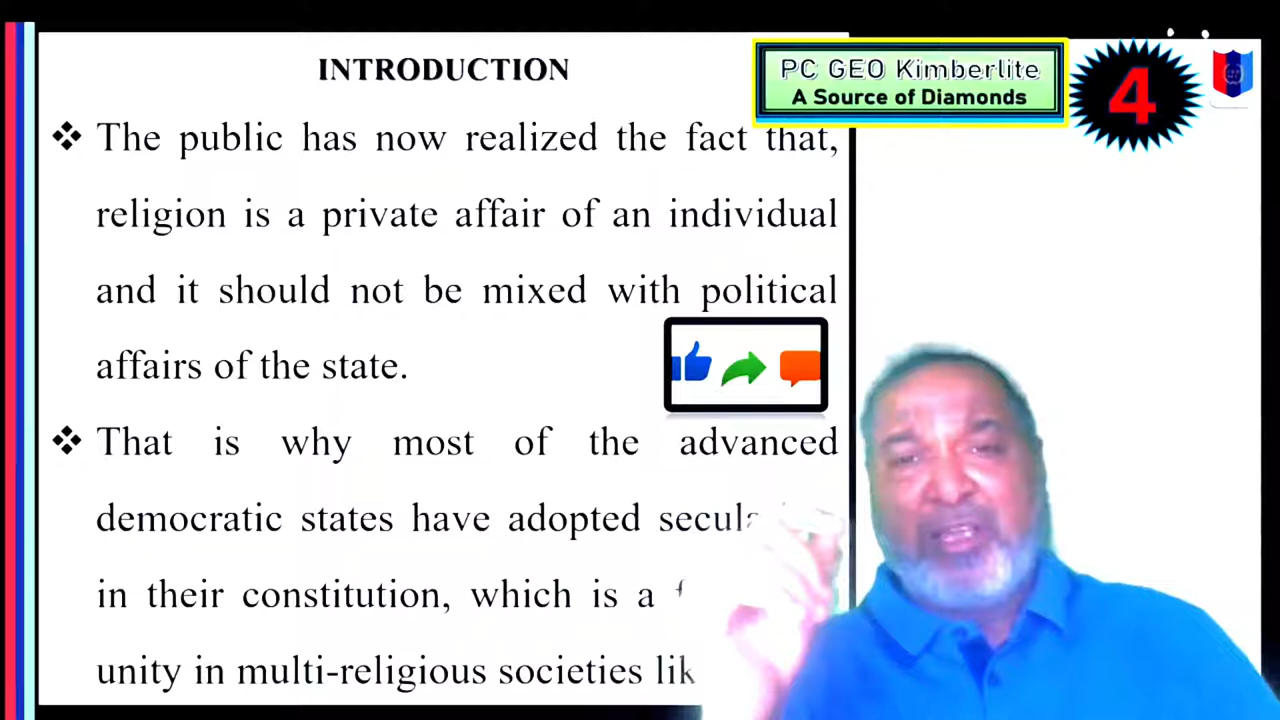 INTRODUCTION
PC GEO Kimberlite
A Source of Diamonds
4
❖ The public has now realized the fact that,
religion is a private affair of an individual
and it should not be mixed with political
affairs of the state.
❖ That is why most of the advanced
democratic states have adopted
in their constitution, which is a
unity in multi-religious societies